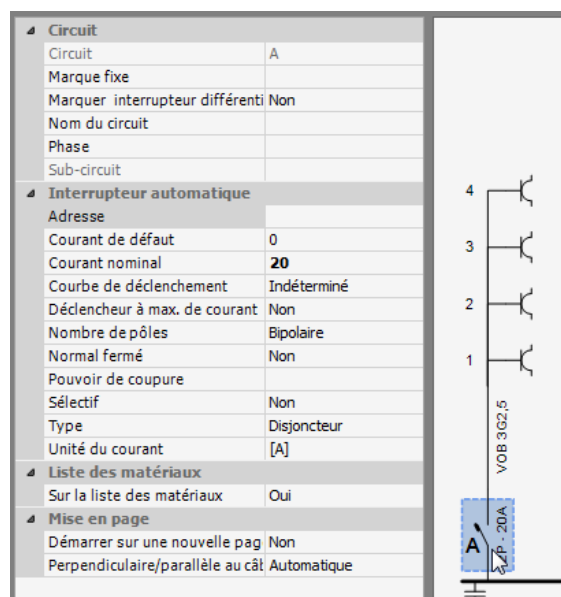 Circuit
Circuit A
Marque fixe
Marquer interrupteur différenti Non
Nom du circuit
Phase
Sub-circuit
Interrupteur automatique
Adresse
Courant de défaut 0
Courant nominal 20
Courbe de déclenchement Indéterminé
Déclencheur à max. de courant Non
Nombre de pôles Bipolaire
Normal fermé Non
Pouvoir de coupure
Sélectif Non
Type Disjoncteur
Unité du courant [A]
Liste des matériaux
Sur la liste des matériaux Oui
Mise en page
Démarrer sur une nouvelle pag Non
Perpendiculaire/parallèle au câl Automatique
4
3
2
1
VOB 3G2,5
20A
A